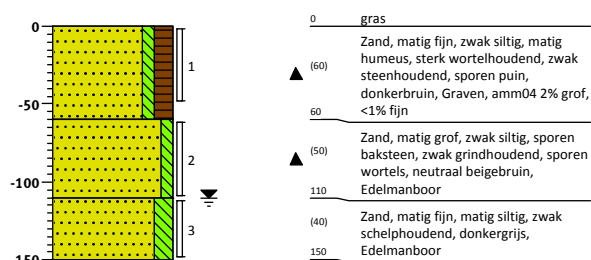 0
-50
-100
-150
1
2
3
0 gras
(60)
Zand, matig fijn, zwak siltig, matig
humeus, sterk wortelhoudend, zwak
steenhoudend, sporen puin,
donkerbruin, Graven, amm04 2% grof,
<1% fijn
60
(50)
Zand, matig grof, zwak siltig, sporen
baksteen, zwak grindhoudend, sporen
wortels, neutraal beigebruin,
Edelmanboor
110
(40)
Zand, matig fijn, matig siltig, zwak
schelphoudend, donkergrijs,
Edelmanboor
150